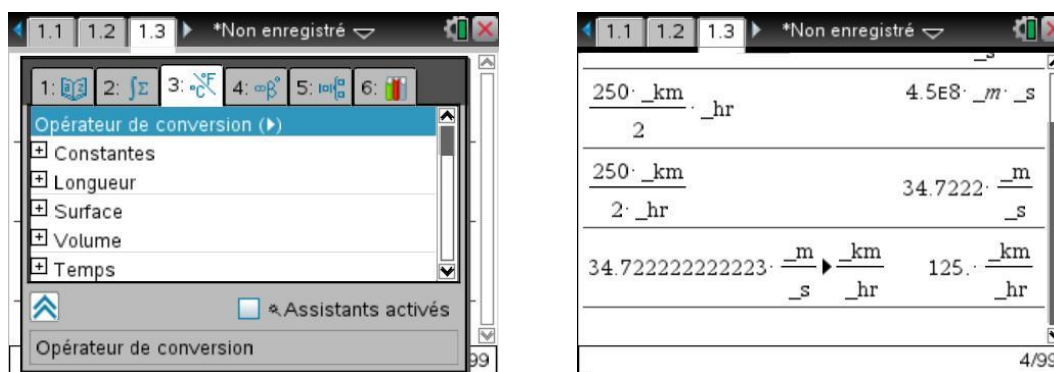 1.1 1.2 1.3 *Non enregistré
1: 2: ∫Σ 3: °C°F 4: ∞β° 5: 6:
Opérateur de conversion (▶)
Constantes
Longueur
Surface
Volume
Temps
Assistants activés
Opérateur de conversion
99
1.1 1.2 1.3 *Non enregistré
250·_km/2·_hr 4.5E8·_m·_s
250·_km/2·_hr 34.7222·_m/_s
34.722222222223·_m/_s▶_km/_hr 125.·_km/_hr
4/99